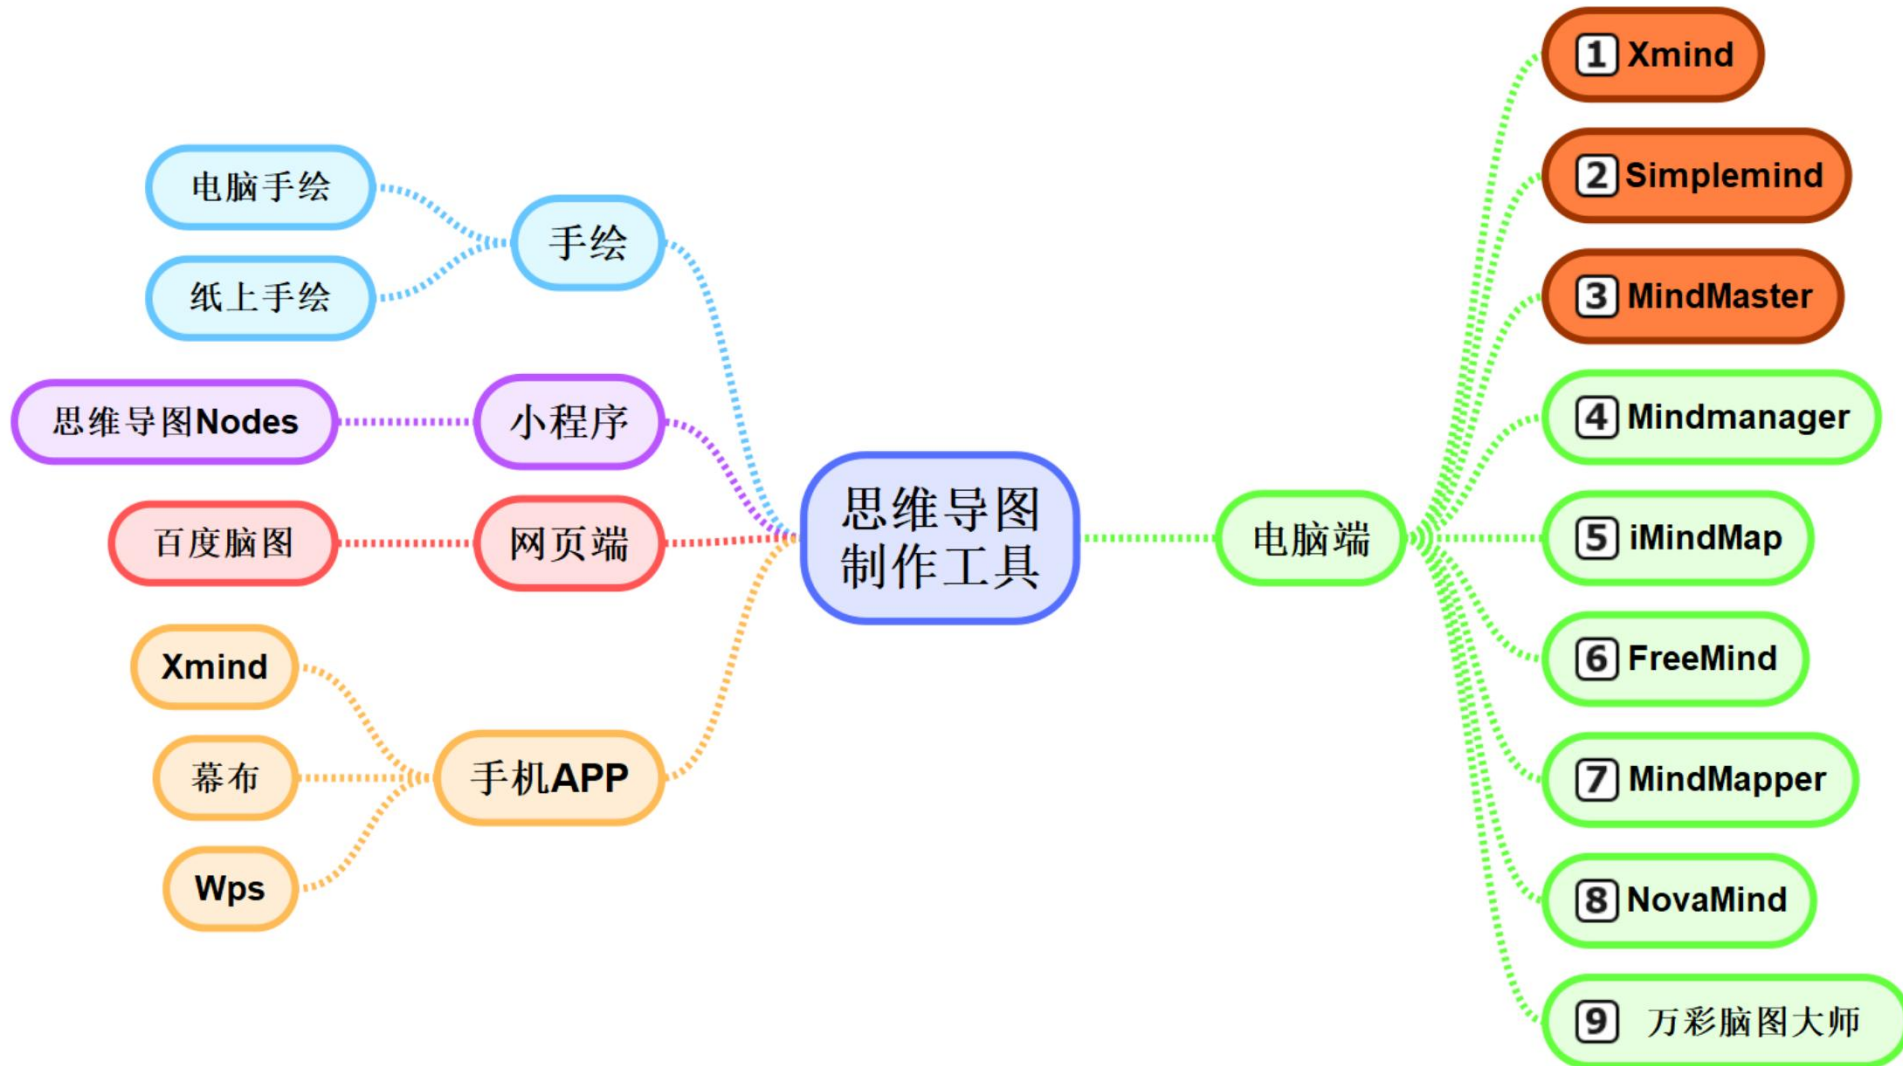 思维导图
制作工具
手绘
电脑手绘
纸上手绘
小程序
思维导图Nodes
网页端
百度脑图
手机APP
Xmind
幕布
Wps
电脑端
1 Xmind
2 Simplemind
3 MindMaster
4 Mindmanager
5 iMindMap
6 FreeMind
7 MindMapper
8 NovaMind
9 万彩脑图大师